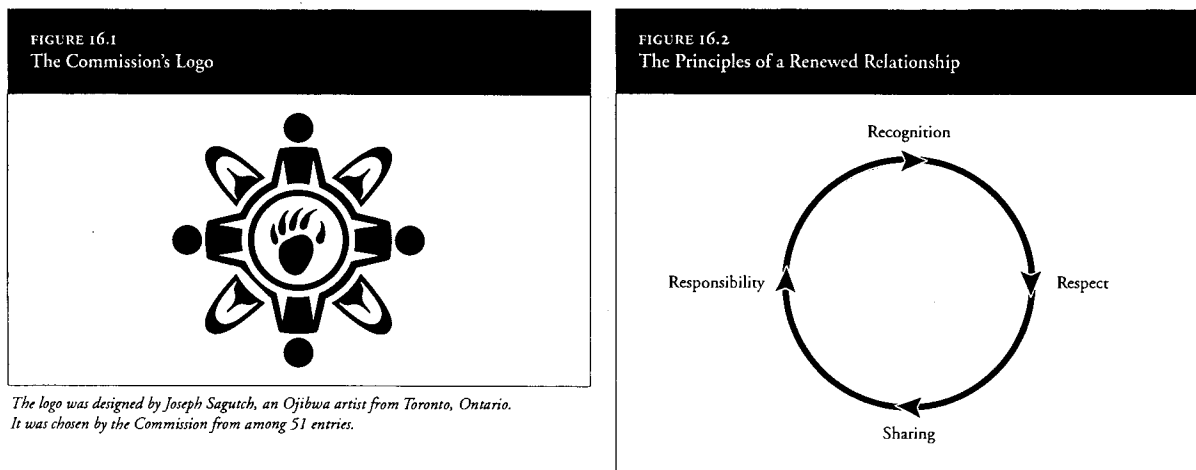 FIGURE 16.1
The Commission's Logo
The logo was designed by Joseph Sagutch, an Ojibwa artist from Toronto, Ontario.
It was chosen by the Commission from among 51 entries.
FIGURE 16.2
The Principles of a Renewed Relationship
Recognition
Responsibility
Respect
Sharing